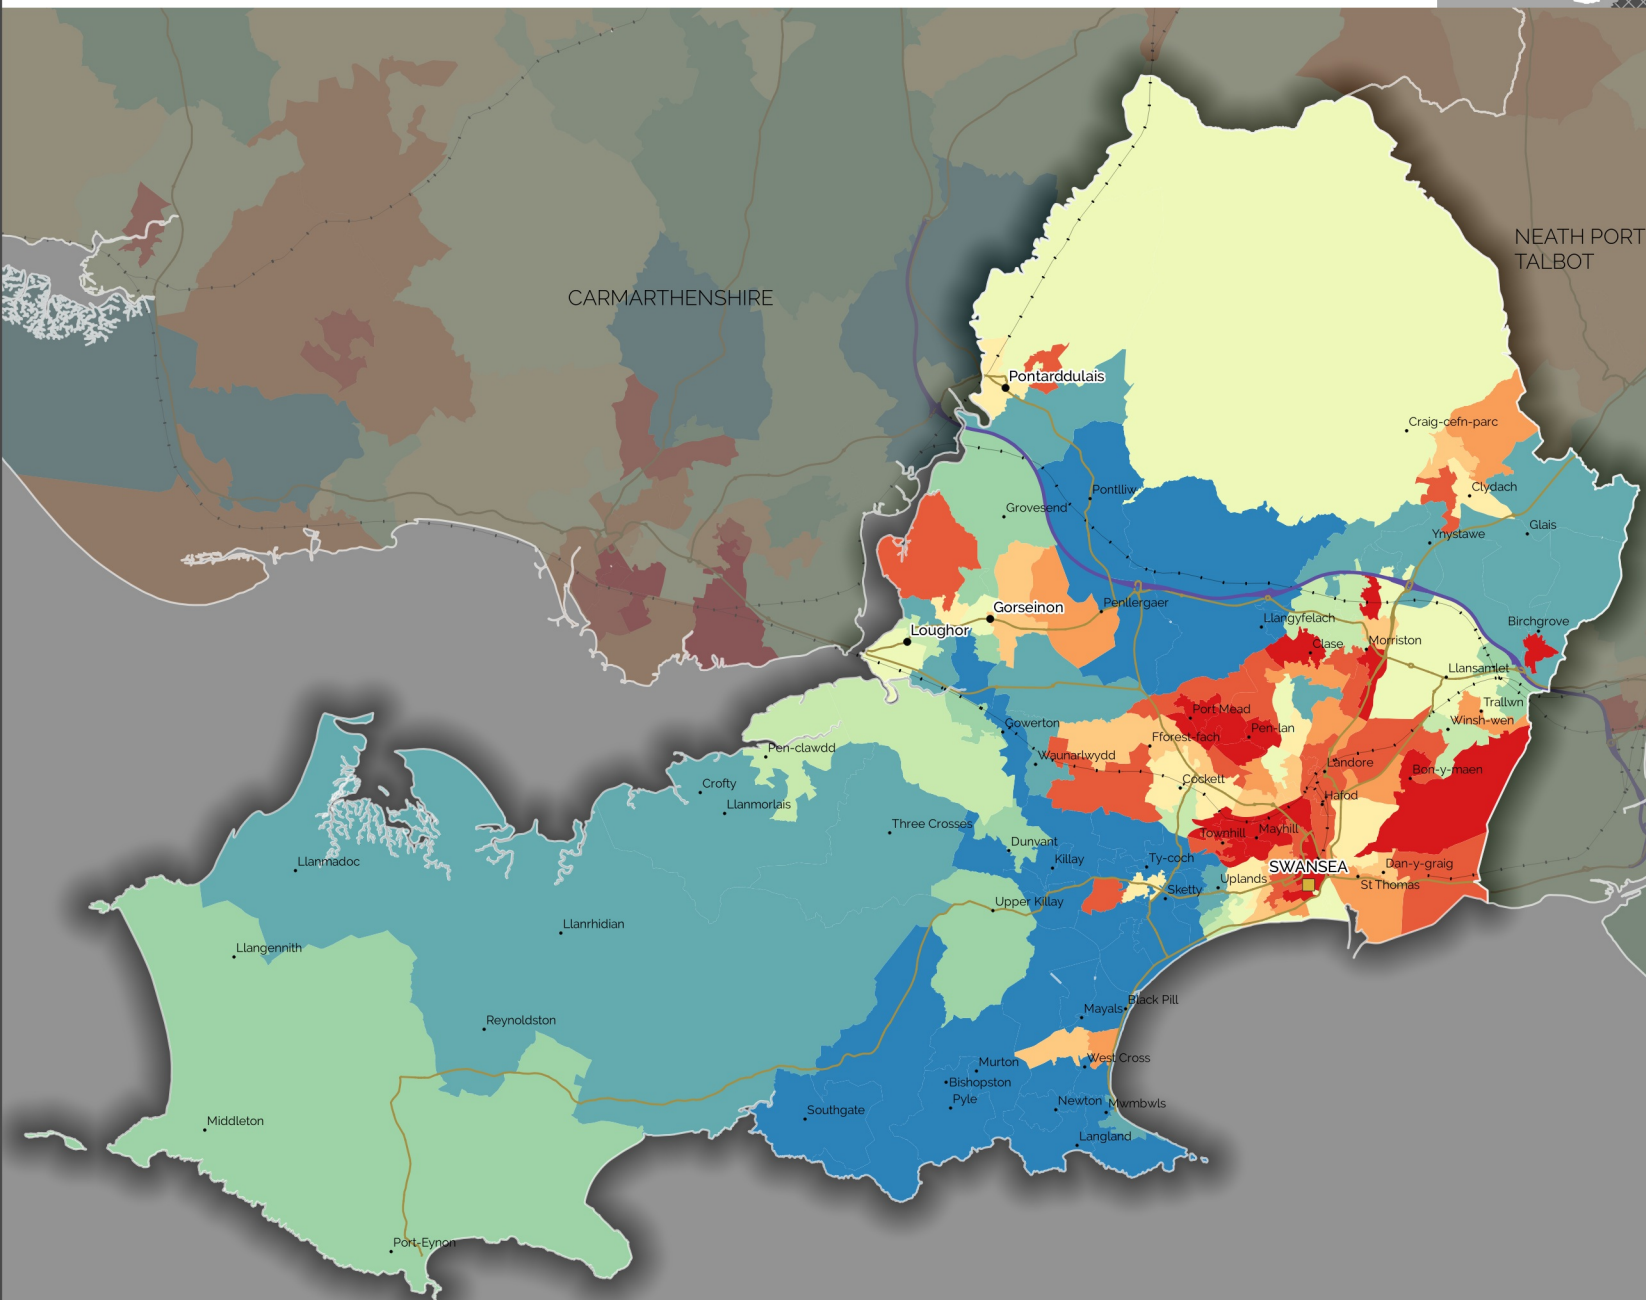 NEATH PORT
TALBOT
CARMARTHENSHIRE
Pontarddulais
Craig-cefn-parc
Clydach
Pontlliw
Grovesend
Glais
Ynystawe
Penllergaer
Gorseinon
Llangyfelach
Birchgrove
Loughor
Clase
Morriston
Llansamlet
Trallwn
Port Mead
Winsh-wen
Gowerton
Pen-lan
Fforest-fach
Pen-clawdd
Waunarlwydd
Landore
Bon-y-maen
Cockett
Crofty
Hafod
Llanmorlais
Three Crosses
Townhill
Mayhill
Dunvant
Llanmadoc
Killay
Ty-coch
SWANSEA
Dan-y-graig
Uplands
St Thomas
Sketty
Upper Killay
Llanrhidian
Llangennith
Black Pill
Mayals
Reynoldston
West Cross
Murton
Bishopston
Pyle
Newton
Mwmbwls
Southgate
Middleton
Langland
Port-Eynon